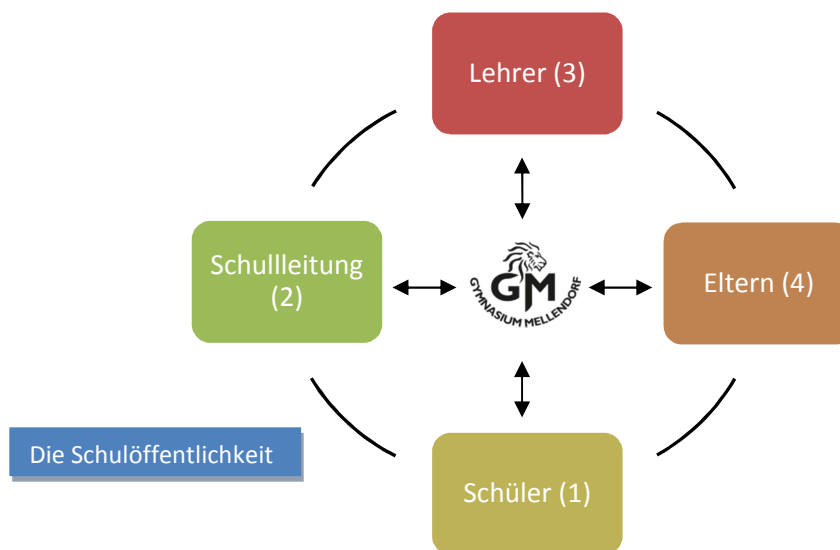 Lehrer (3)
Schullleitung
(2)
GM
GYMNASIUM MELLENDORF
Eltern (4)
Die Schulöffentlichkeit
Schüler (1)